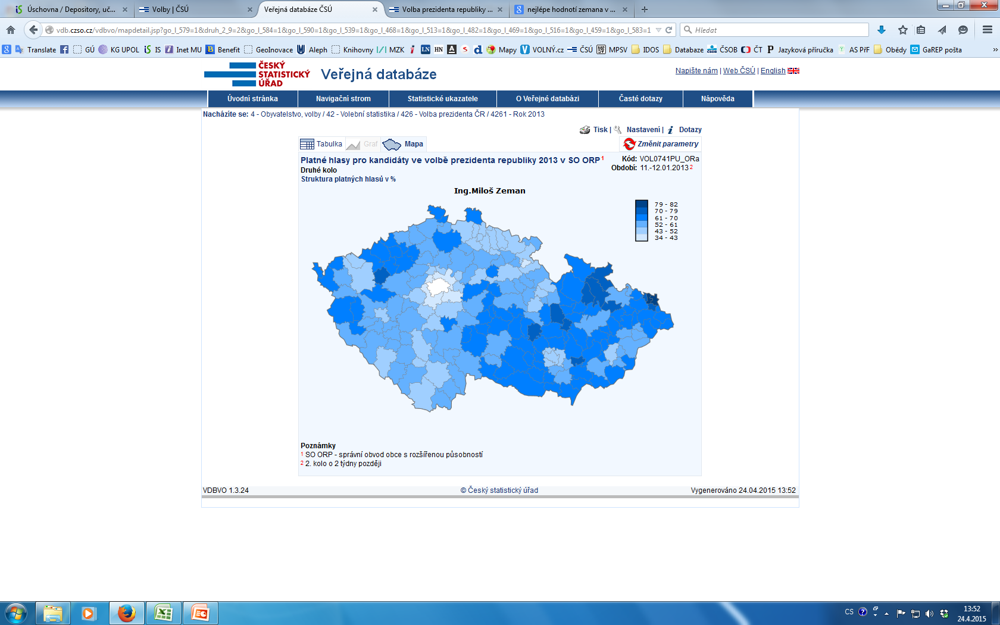 Úschovna / Depository, uč...
Volby | ČSÚ
Veřejná databáze ČSÚ
Volba prezidenta republiky ...
nejlépe hodnotí zemana v ...
vdb.czso.cz/vdbvo/mapdetail.jsp?go_l_579=1&druh_2_9=2&go_l_584=1&go_l_590=1&go_l_539=1&go_l_468=1&go_l_513=1&go_l_482=1&go_l_469=1&go_l_516=1&go_l_459=1&go_l_583=1
Hledat
Translate GÚ KG UPOL IS Inet MU Benefit GeoInovace Aleph Knihovny MZK LN HN Mapy VOLNÝ.cz ČSÚ MPSV IDOS Databaze ČSOB ČT Jazyková příručka AS PřF Obědy GaREP pošta
ČESKÝ
STATISTICKÝ
ÚŘAD
Veřejná databáze
Napište nám | Web ČSÚ | English
Úvodní stránka Navigační strom Statistické ukazatele O Veřejné databázi Časté dotazy Nápověda
Nacházíte se: 4 - Obyvatelstvo, volby / 42 - Volební statistika / 426 - Volba prezidenta ČR / 4261 - Rok 2013
Tisk | Nastavení | Dotazy
Tabulka Graf Mapa Změnit parametry
Platné hlasy pro kandidáty ve volbě prezidenta republiky 2013 v SO ORP 1
Kód: VOL0741PU_ORa
Druhé kolo
Období: 11.-12.01.2013 2
Struktura platných hlasů v %
Ing.Miloš Zeman
79 - 82
70 - 79
61 - 70
52 - 61
43 - 52
34 - 43
Poznámky
1 SO ORP - správní obvod obce s rozšířenou působností
2 2. kolo o 2 týdny později
VDBVO 1.3.24 © Český statistický úřad Vygenerováno 24.04.2015 13:52
CS
13:52
24.4.2015